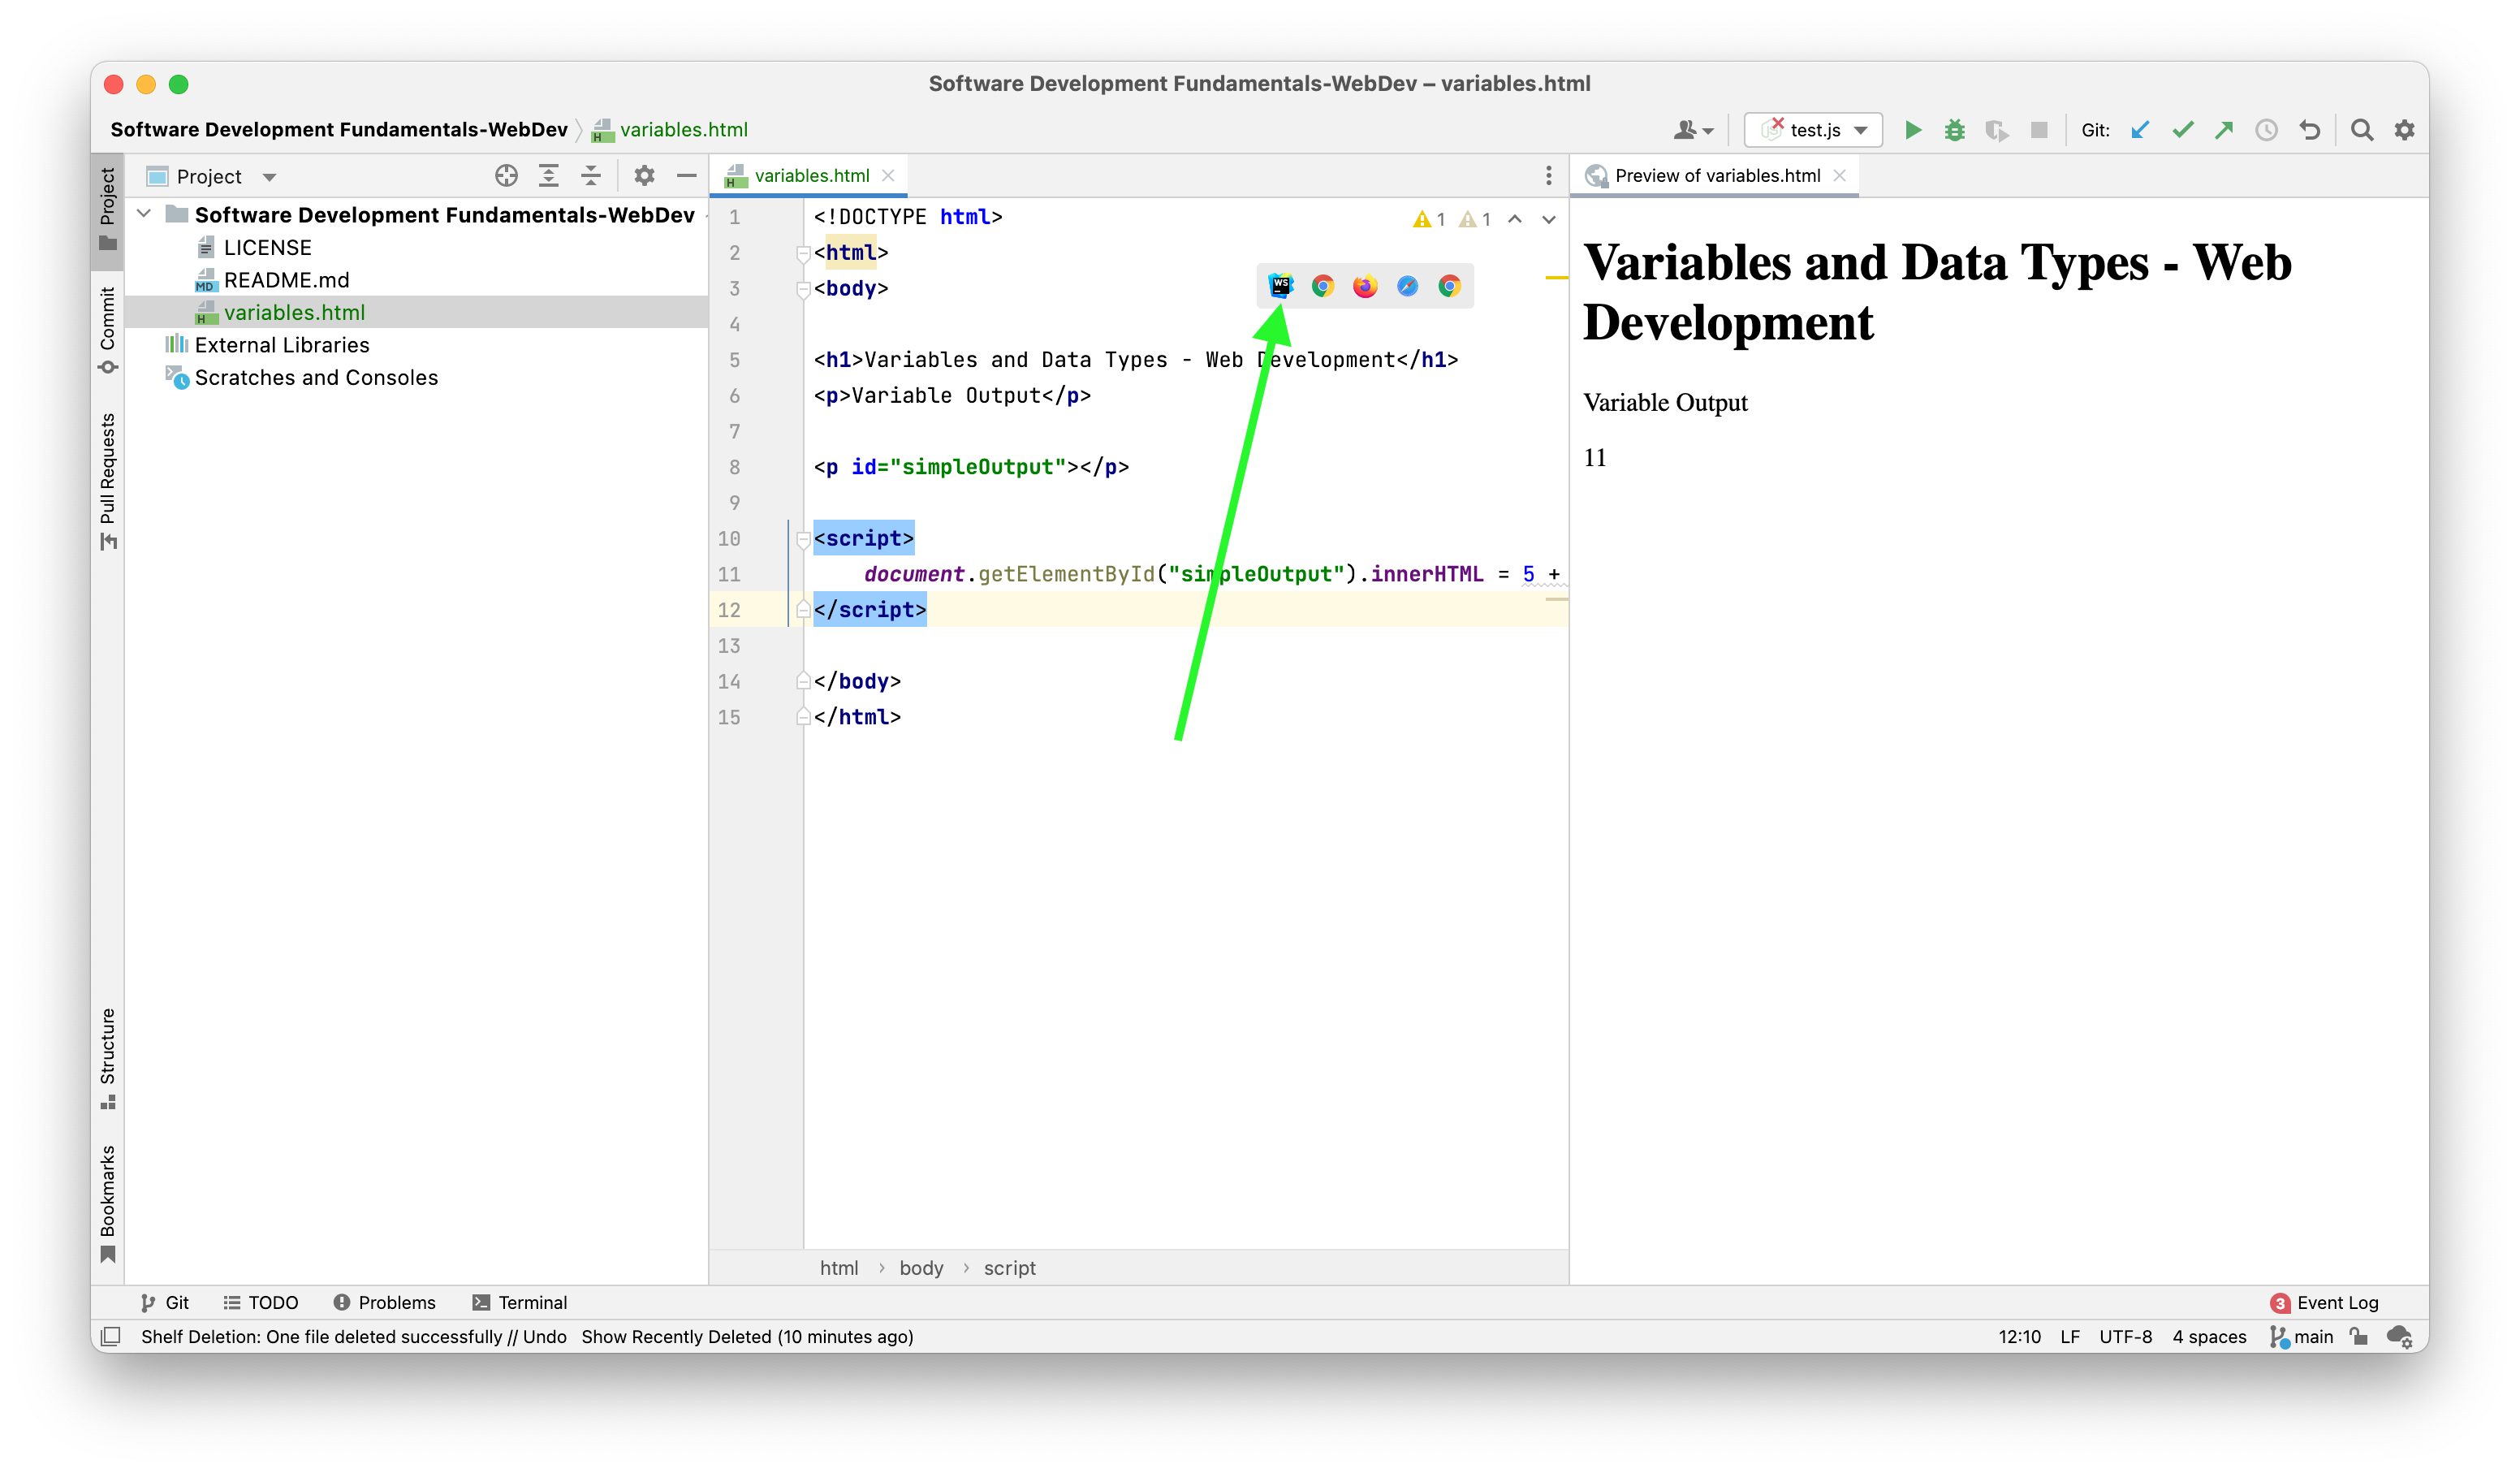 Software Development Fundamentals-WebDev – variables.html
Software Development Fundamentals-WebDev variables.html
test.js
Git:
Project
Commit
Pull Requests
Structure
Bookmarks
Project
Software Development Fundamentals-WebDev
LICENSE
README.md
variables.html
External Libraries
Scratches and Consoles
variables.html
1 1
1 <!DOCTYPE html>
2 <html>
3 <body>
4
5 <h1>Variables and Data Types - Web Development</h1>
6 <p>Variable Output</p>
7
8 <p id="simpleOutput"></p>
9
10 <script>
11 document.getElementById("simpleOutput").innerHTML = 5 +
12 </script>
13
14 </body>
15 </html>
html › body › script
Preview of variables.html
Variables and Data Types - Web
Development
Variable Output
11
Git TODO Problems Terminal
3 Event Log
Shelf Deletion: One file deleted successfully // Undo Show Recently Deleted (10 minutes ago)
12:10 LF UTF-8 4 spaces main